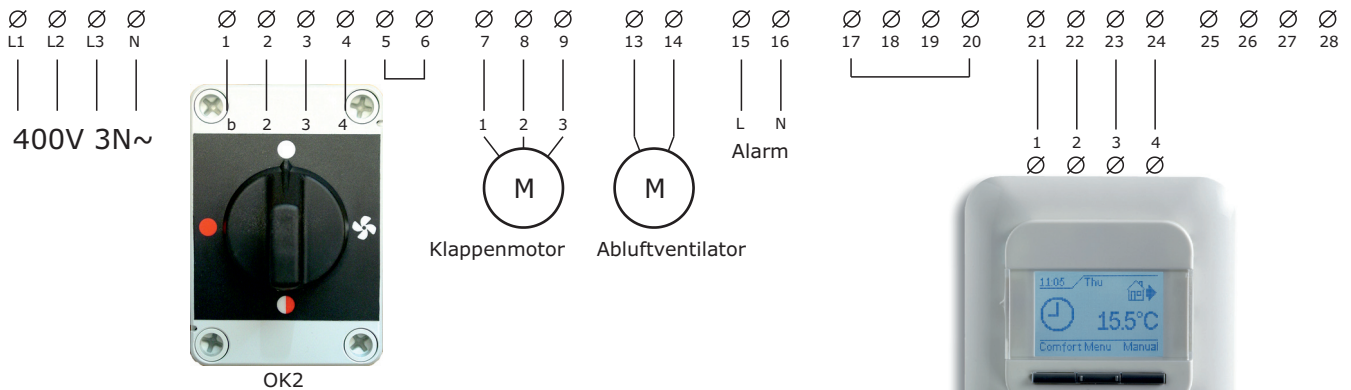 L1 L2 L3 N 1 2 3 4 5 6 7 8 9 13 14 15 16 17 18 19 20 21 22 23 24 25 26 27 28
400V 3N~
b 2 3 4
1 2 3
L N
Alarm
1 2 3 4
M
M
Klappenmotor
Abluftventilator
11:05 Thu
15.5°C
Comfort Menu Manual
OK2